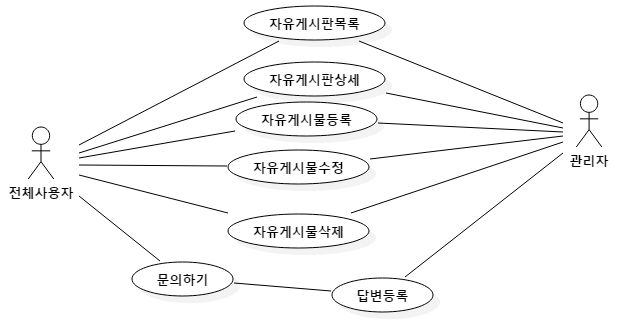 자유게시판목록
자유게시판상세
자유게시물등록
자유게시물수정
자유게시물삭제
문의하기
답변등록
전체사용자
관리자